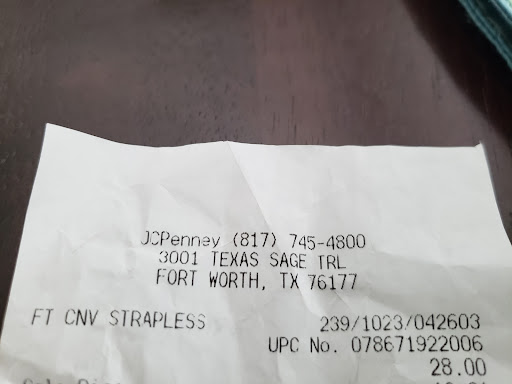 JCPenney (817) 745-4800
3001 TEXAS SAGE TRL
FORT WORTH, TX 76177
FT CNV STRAPLESS 239/1023/042603
UPC No. 078671922006
28.00